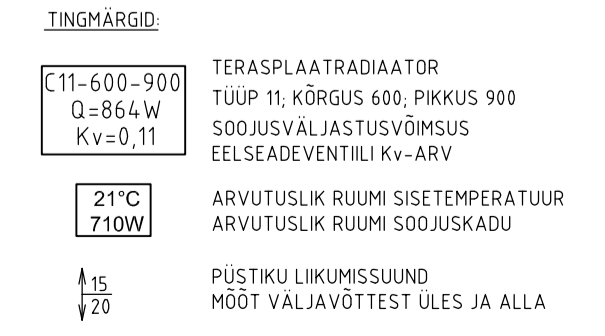 TINGMÄRGID:
C11-600-900
Q=864W
Kv=0,11
TERASPLAATRADIAATOR
TÜÜP 11; KÕRGUS 600; PIKKUS 900
SOOJUSVÄLJASTUSVÕIMSUS
EELSEADEVENTIILI Kv-ARV
21°C
710W
ARVUTUSLIK RUUMI SISETEMPERATUUR
ARVUTUSLIK RUUMI SOOJUSKADU
15
20
PÜSTIKU LIIKUMISSUUND
MÕÕT VÄLJAVÕTTEST ÜLES JA ALLA